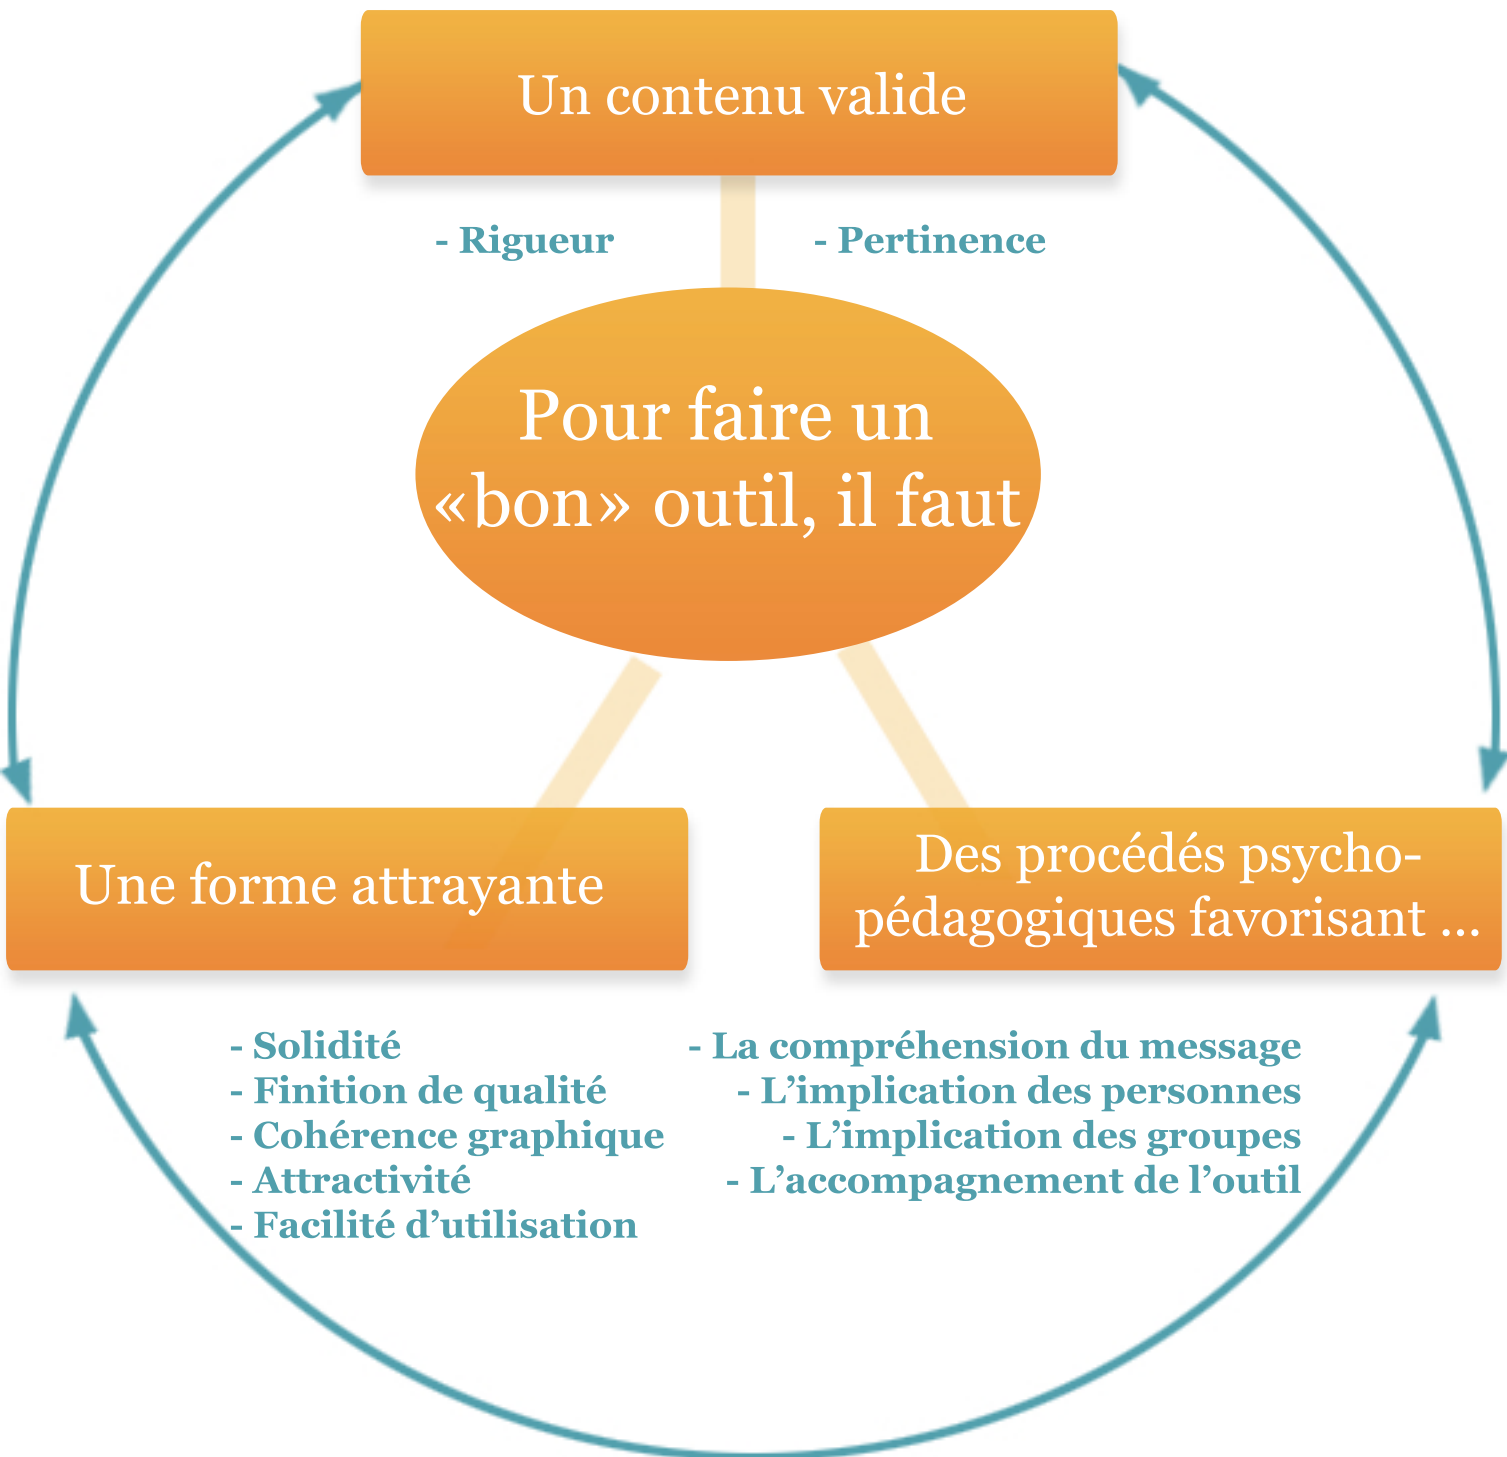 Un contenu valide
- Rigueur
- Pertinence
Pour faire un
«bon» outil, il faut
Une forme attrayante
- Solidité
- Finition de qualité
- Cohérence graphique
- Attractivité
- Facilité d’utilisation
Des procédés psycho-
pédagogiques favorisant ...
- La compréhension du message
- L’implication des personnes
- L’implication des groupes
- L’accompagnement de l’outil